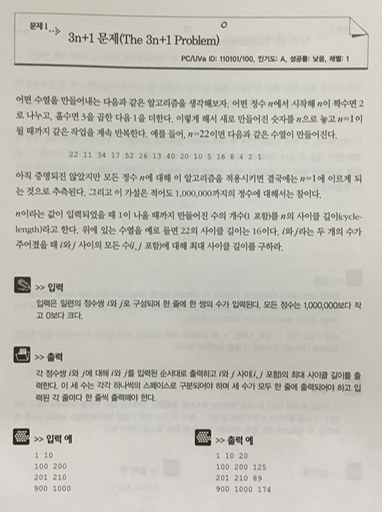 문제 1
3n+1 문제(The 3n+1 Problem)
PC/UVa ID: 110101/100, 인기도: A, 성공률: 낮음, 레벨: 1
어떤 수열을 만들어내는 다음과 같은 알고리즘을 생각해보자. 어떤 정수 n에서 시작해 n이 짝수면 2
로 나누고, 홀수면 3을 곱한 다음 1을 더한다. 이렇게 해서 새로 만들어진 숫자를 n으로 놓고 n=1이
될 때까지 같은 작업을 계속 반복한다. 예를 들어, n=22이면 다음과 같은 수열이 만들어진다.
22 11 34 17 52 26 13 40 20 10 5 16 8 4 2 1
아직 증명되진 않았지만 모든 정수 n에 대해 이 알고리즘을 적용시키면 결국에는 n=1에 이르게 되
는 것으로 추측된다. 그리고 이 가설은 적어도 1,000,000까지의 정수에 대해서는 참이다.
n이라는 값이 입력되었을 때 1이 나올 때까지 만들어진 수의 개수(1 포함)를 n의 사이클 길이(cycle-
length)라고 한다. 위에 있는 수열을 예로 들면 22의 사이클 길이는 16이다. i와 j라는 두 개의 수가
주어졌을 때 i와 j 사이의 모든 수(i, j 포함)에 대해 최대 사이클 길이를 구하라.
>> 입력
입력은 일련의 정수쌍 i와 j로 구성되며 한 줄에 한 쌍의 수가 입력된다. 모든 정수는 1,000,000보다 작
고 0보다 크다.
>> 출력
각 정수쌍 i와 j에 대해 i와 j를 입력된 순서대로 출력하고 i와 j 사이(i, j 포함)의 최대 사이클 길이를 출
력한다. 이 세 수는 각각 하나씩의 스페이스로 구분되어야 하며 세 수가 모두 한 줄에 출력되어야 하고 입
력된 각 줄마다 한 줄씩 출력해야 한다.
>> 입력 예
1 10
100 200
201 210
900 1000
>> 출력 예
1 10 20
100 200 125
201 210 89
900 1000 174